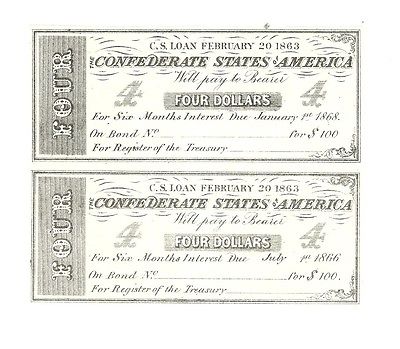 C.S. LOAN FEBRUARY 20 1863
THE CONFEDERATE STATES OF AMERICA
Will pay to Bearer
FOUR
4 FOUR DOLLARS 4
For Six Months Interest Due January 1st 1868.
On Bond No. for $ 100
For Register of the Treasury
C.S. LOAN FEBRUARY 20 1863
THE CONFEDERATE STATES OF AMERICA
Will pay to Bearer
FOUR
4 FOUR DOLLARS 4
For Six Months Interest Due July 1st 1866
On Bond No. for $ 100.
For Register of the Treasury